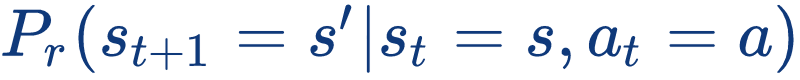 P_r(s_{t+1} = s'|s_t = s, a_t = a)